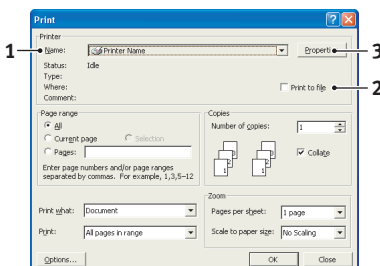 Print
Printer
1
Name:
Printer Name
Properti
3
Status:
Idle
Type:
Where:
Print to file
2
Comment:
Page range
All
Current page
Selection
Pages:
Enter page numbers and/or page ranges
separated by commas. For example, 1,3,5–12
Copies
Number of copies:
1
Collate
Print what:
Document
Print:
All pages in range
Zoom
Pages per sheet:
1 page
Scale to paper size:
No Scaling
Options...
OK
Close